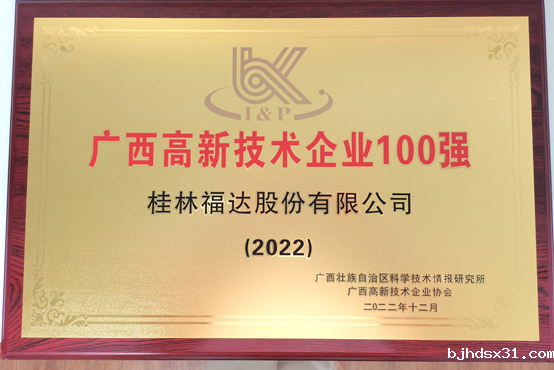 I&P
广西高新技术企业100强
桂林福达股份有限公司
(2022)
广西壮族自治区科学技术情报研究所
广西高新技术企业协会
二〇二二年十二月
bjhdsx31.com